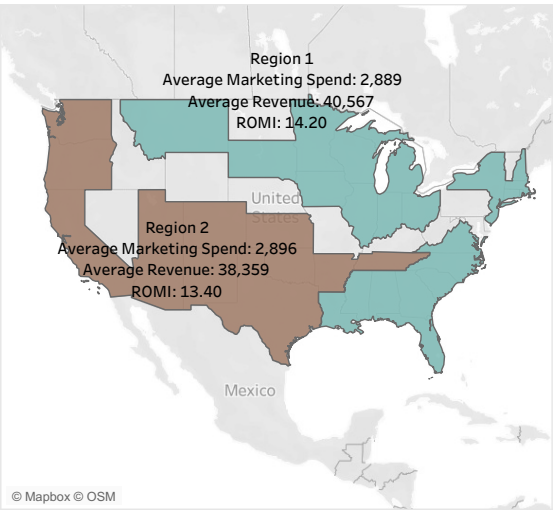 Region 1
Average Marketing Spend: 2,889
Average Revenue: 40,567
ROMI: 14.20
United
States
Region 2
Average Marketing Spend: 2,896
Average Revenue: 38,359
ROMI: 13.40
Mexico
© Mapbox © OSM